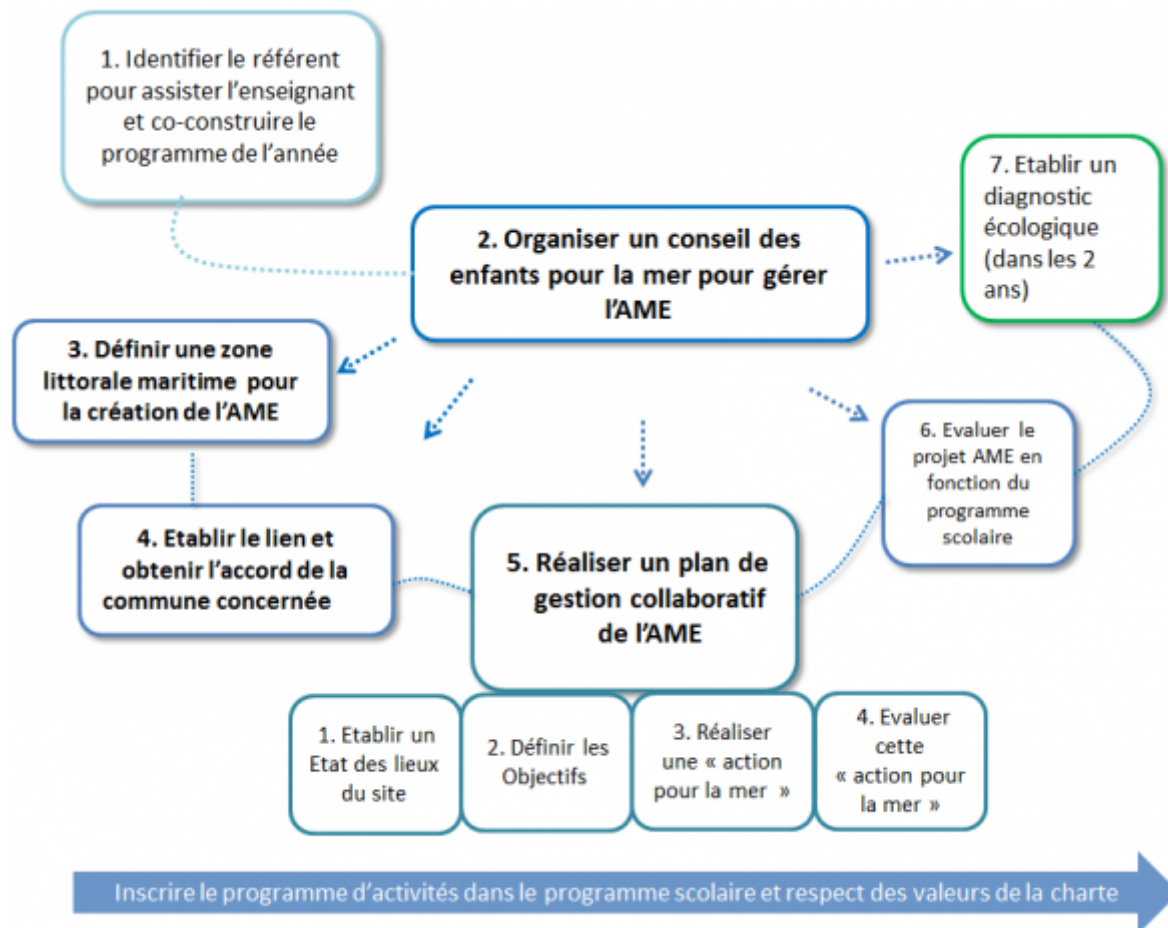 1. Identifier le référent
pour assister l’enseignant
et co-construire le
programme de l’année
2. Organiser un conseil des
enfants pour la mer pour gérer
l’AME
7. Etablir un
diagnostic
écologique
(dans les 2
ans)
3. Définir une zone
littorale maritime pour
la création de l’AME
4. Etablir le lien et
obtenir l’accord de la
commune concernée
5. Réaliser un plan de
gestion collaboratif
de l’AME
6. Evaluer le
projet AME en
fonction du
programme
scolaire
1. Etablir un
Etat des lieux
du site
2. Définir les
Objectifs
3. Réaliser
une « action
pour la mer »
4. Evaluer
cette
« action pour
la mer »
Inscrire le programme d’activités dans le programme scolaire et respect des valeurs de la charte